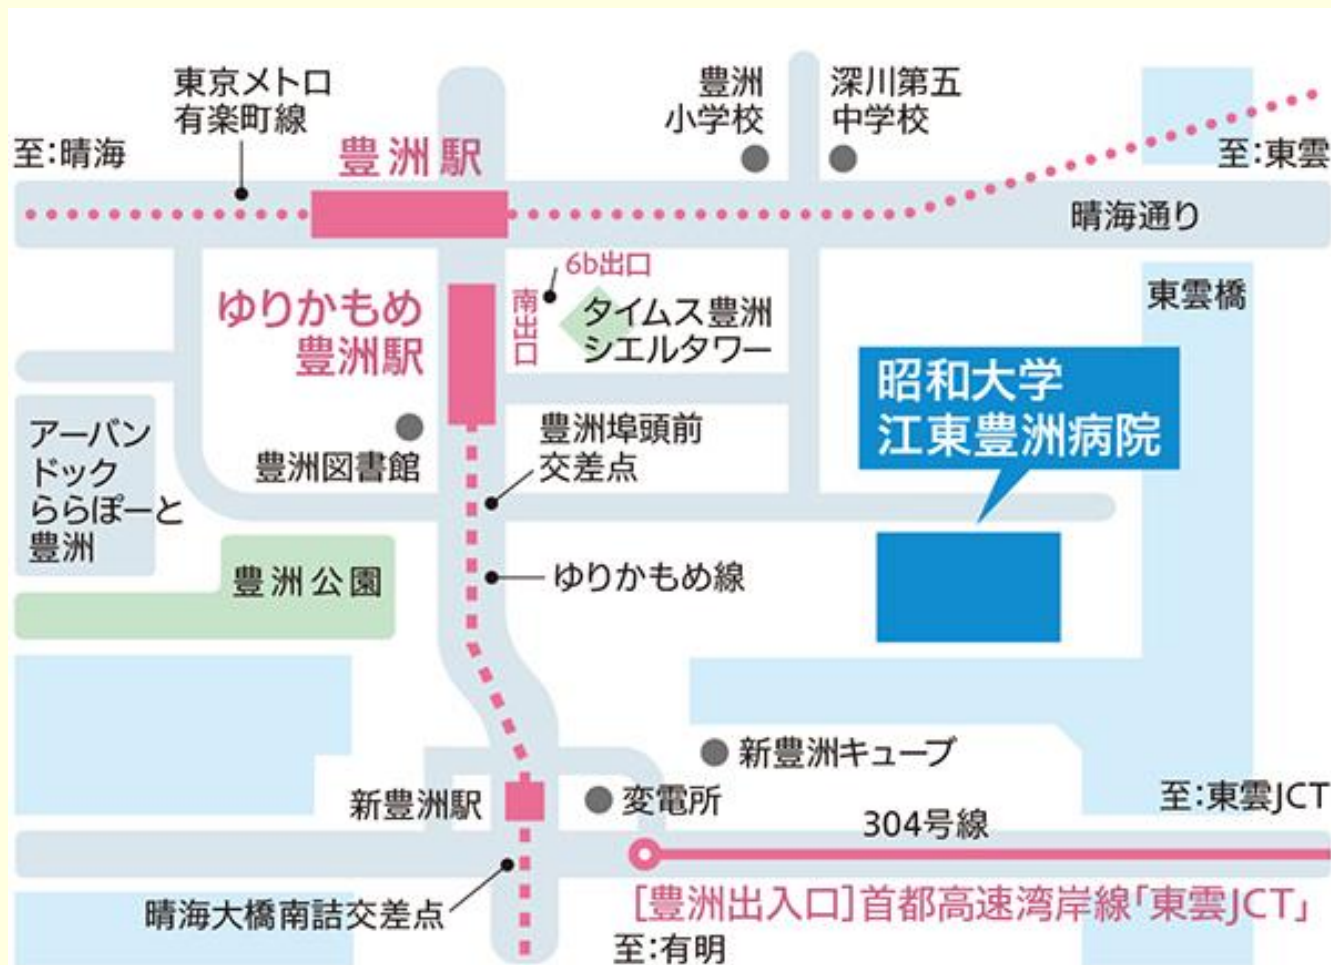 東京メトロ
有楽町線
至:晴海
豊洲駅
豊洲
小学校
深川第五
中学校
至:東雲
晴海通り
6b出口
南出口
ゆりかもめ
豊洲駅
タイムス豊洲
シエルタワー
東雲橋
昭和大学
江東豊洲病院
アーバン
ドック
ららぽーと
豊洲
豊洲図書館
豊洲埠頭前
交差点
豊洲公園
ゆりかもめ線
新豊洲キューブ
新豊洲駅
変電所
至:東雲JCT
304号線
晴海大橋南詰交差点
[豊洲出入口]首都高速湾岸線「東雲JCT」
至:有明